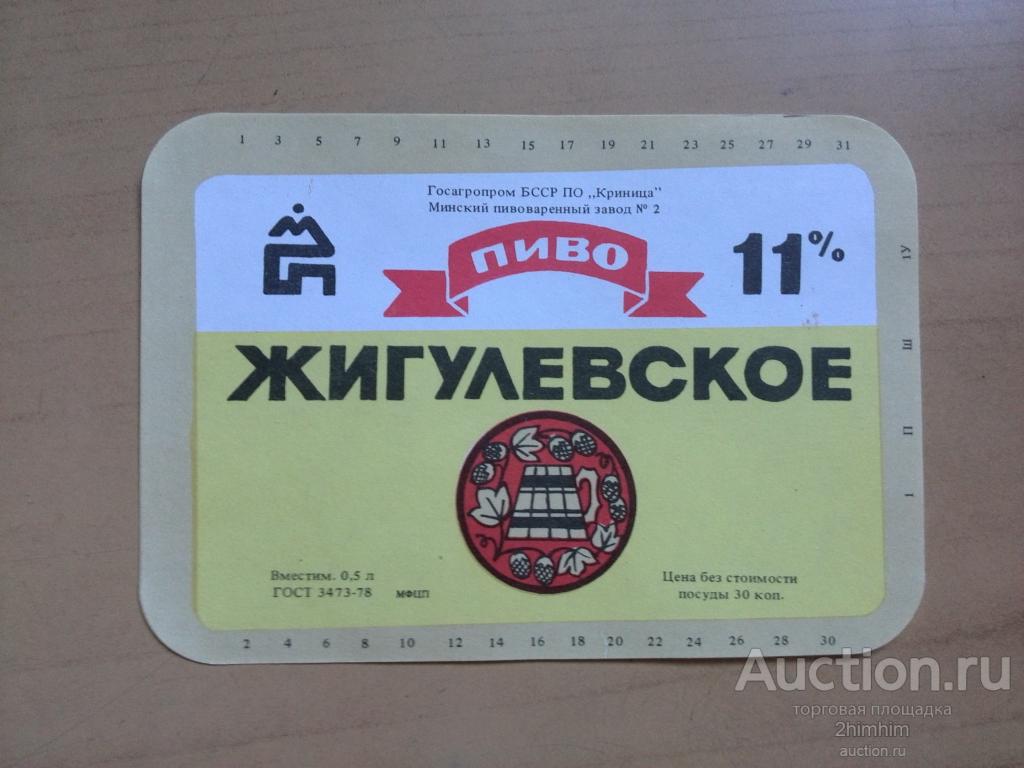 1 3 5 7 9 11 13 15 17 19 21 23 25 27 29 31
Госагропром БССР ПО „Криница”
Минский пивоваренный завод № 2
ПИВО
11%
ЖИГУЛЕВСКОЕ
Вместим. 0,5 л
ГОСТ 3473-78 МФЦП
Цена без стоимости
посуды 30 коп.
1 П Ш 1У
2 4 6 8 10 12 14 16 18 20 22 24 26 28 30
Auction.ru
торговая площадка
2himhim
auction.ru